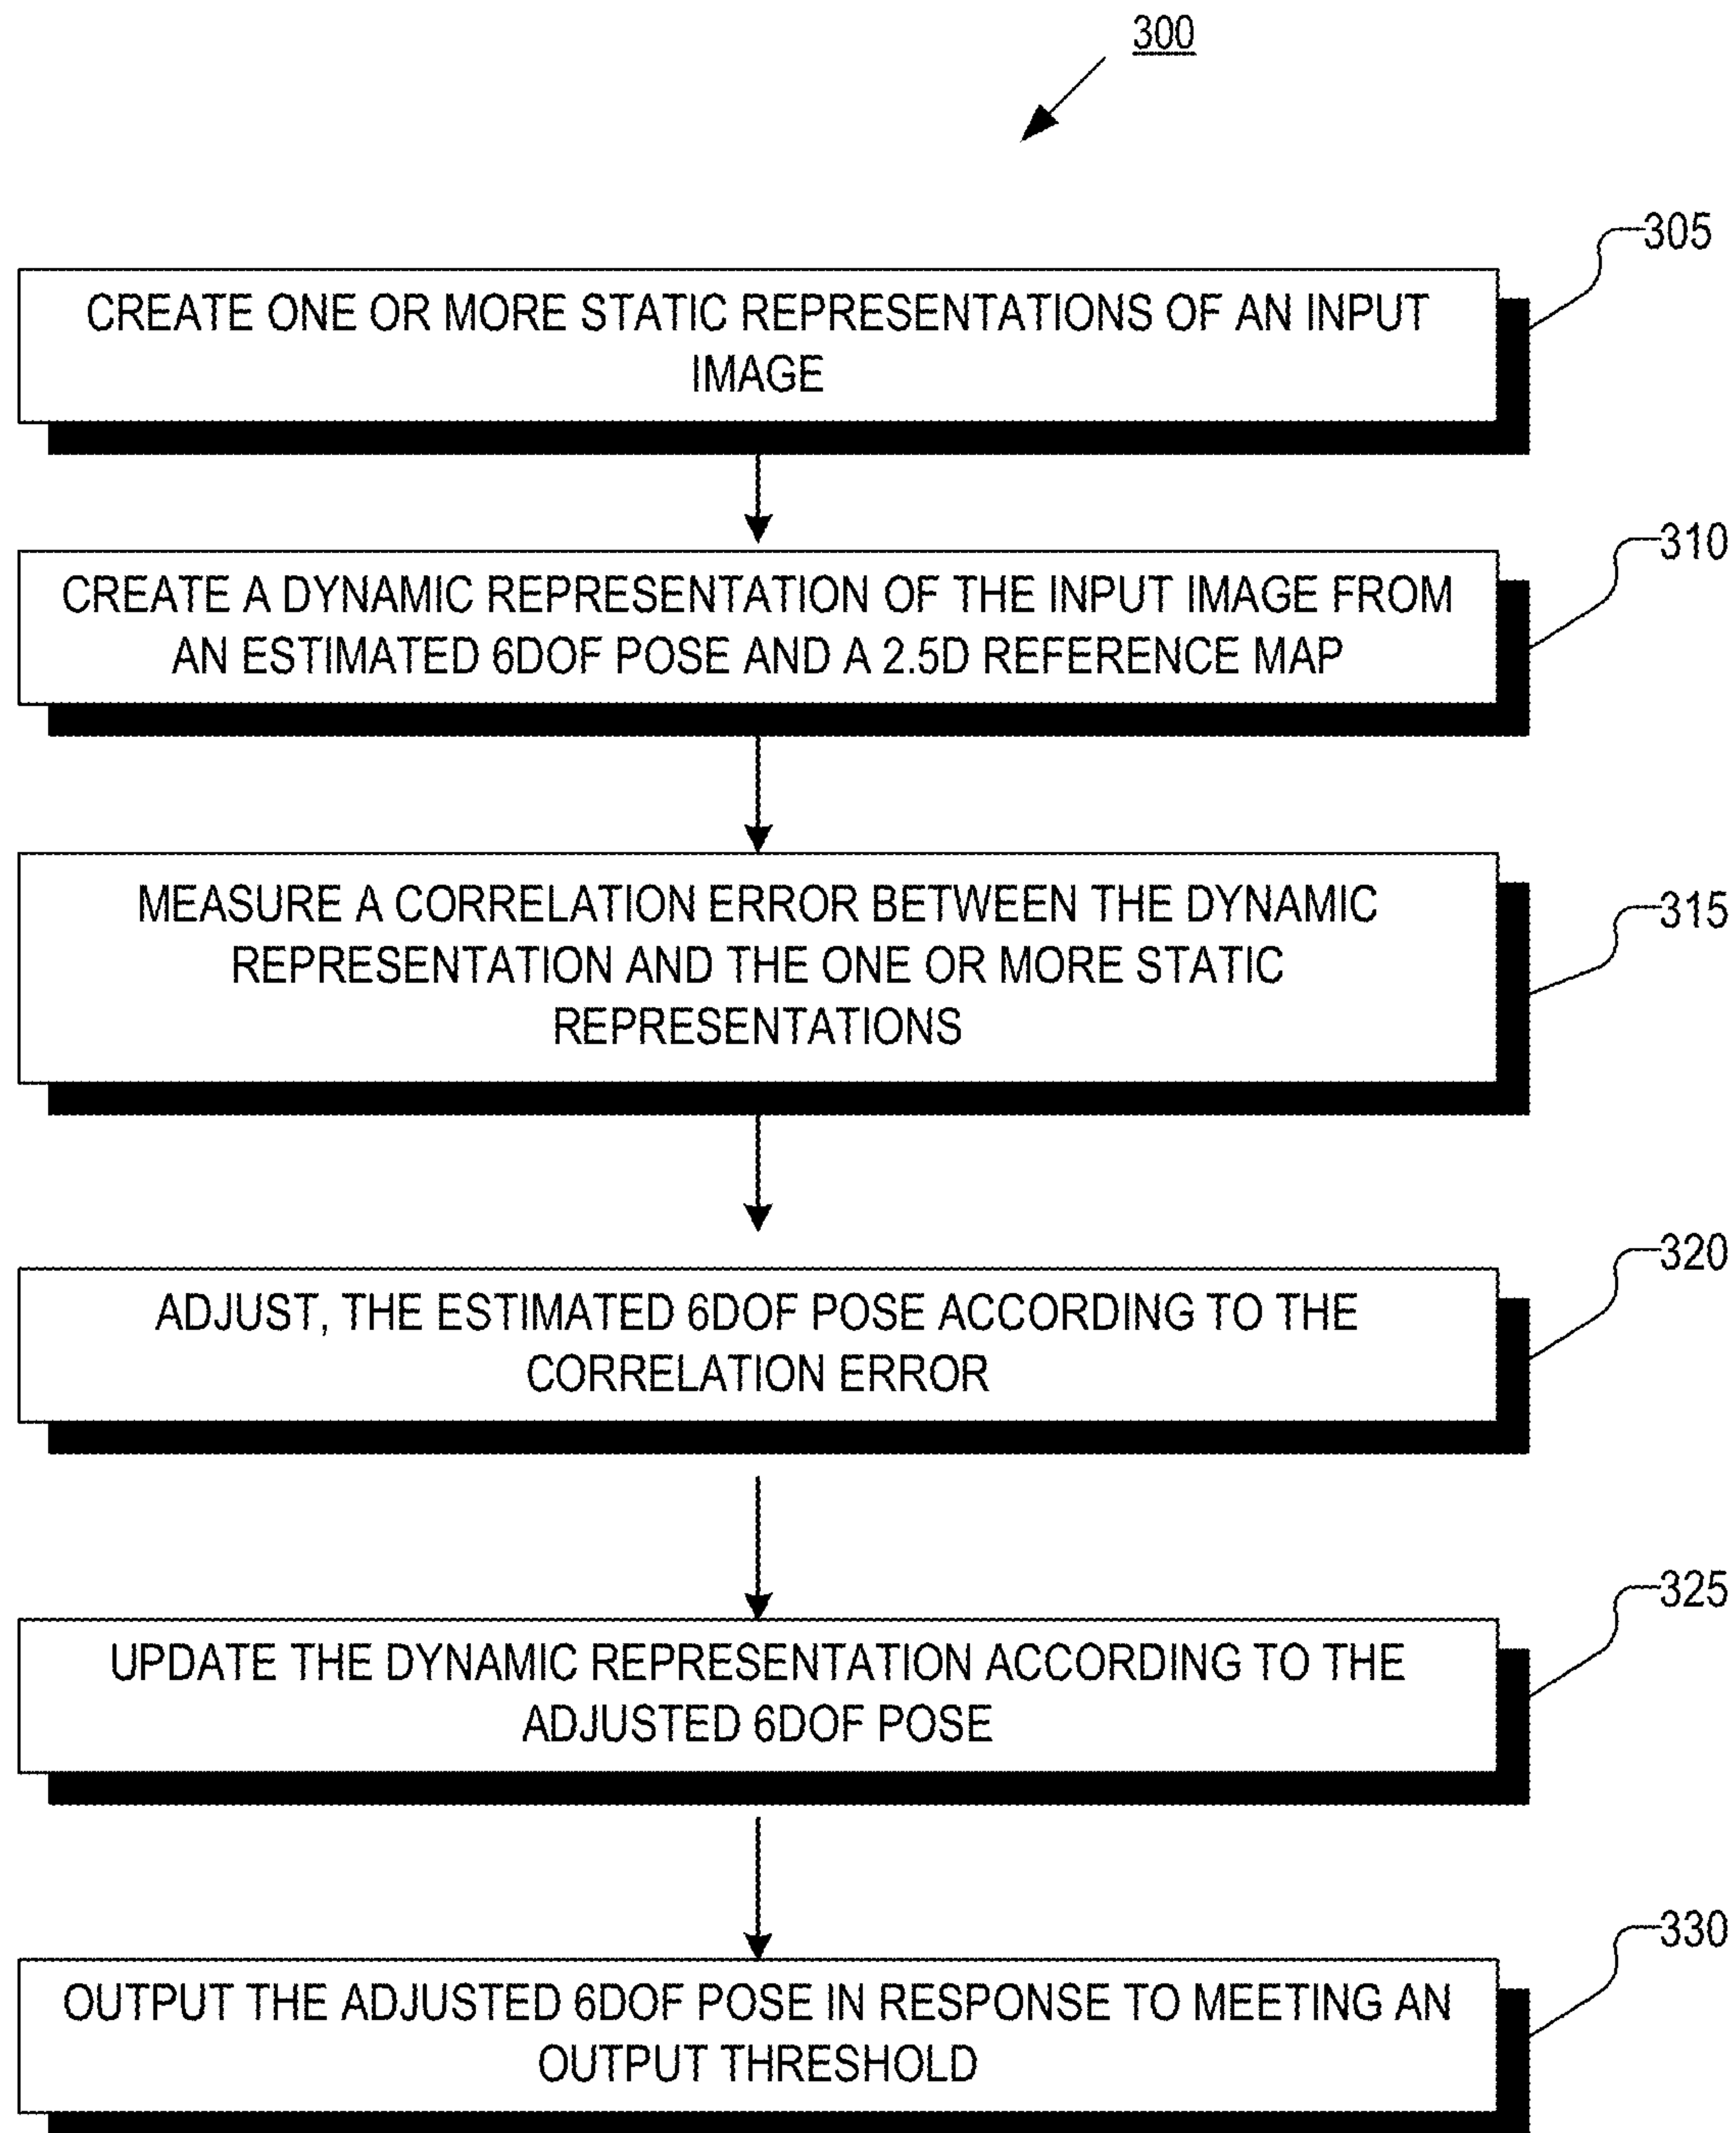 300
305
CREATE ONE OR MORE STATIC REPRESENTATIONS OF AN INPUT
IMAGE
310
CREATE A DYNAMIC REPRESENTATION OF THE INPUT IMAGE FROM
AN ESTIMATED 6DOF POSE AND A 2.5D REFERENCE MAP
315
MEASURE A CORRELATION ERROR BETWEEN THE DYNAMIC
REPRESENTATION AND THE ONE OR MORE STATIC
REPRESENTATIONS
320
ADJUST, THE ESTIMATED 6DOF POSE ACCORDING TO THE
CORRELATION ERROR
325
UPDATE THE DYNAMIC REPRESENTATION ACCORDING TO THE
ADJUSTED 6DOF POSE
330
OUTPUT THE ADJUSTED 6DOF POSE IN RESPONSE TO MEETING AN
OUTPUT THRESHOLD